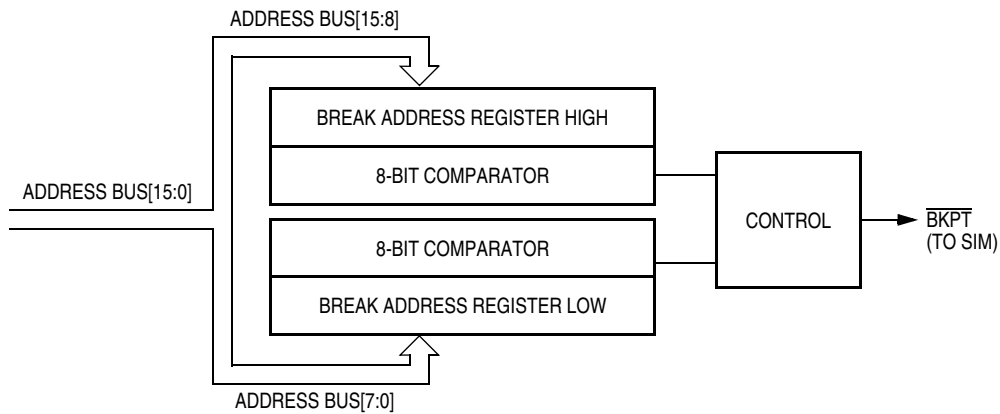 ADDRESS BUS[15:8]
BREAK ADDRESS REGISTER HIGH
8-BIT COMPARATOR
ADDRESS BUS[15:0]
CONTROL
BKPT
(TO SIM)
8-BIT COMPARATOR
BREAK ADDRESS REGISTER LOW
ADDRESS BUS[7:0]